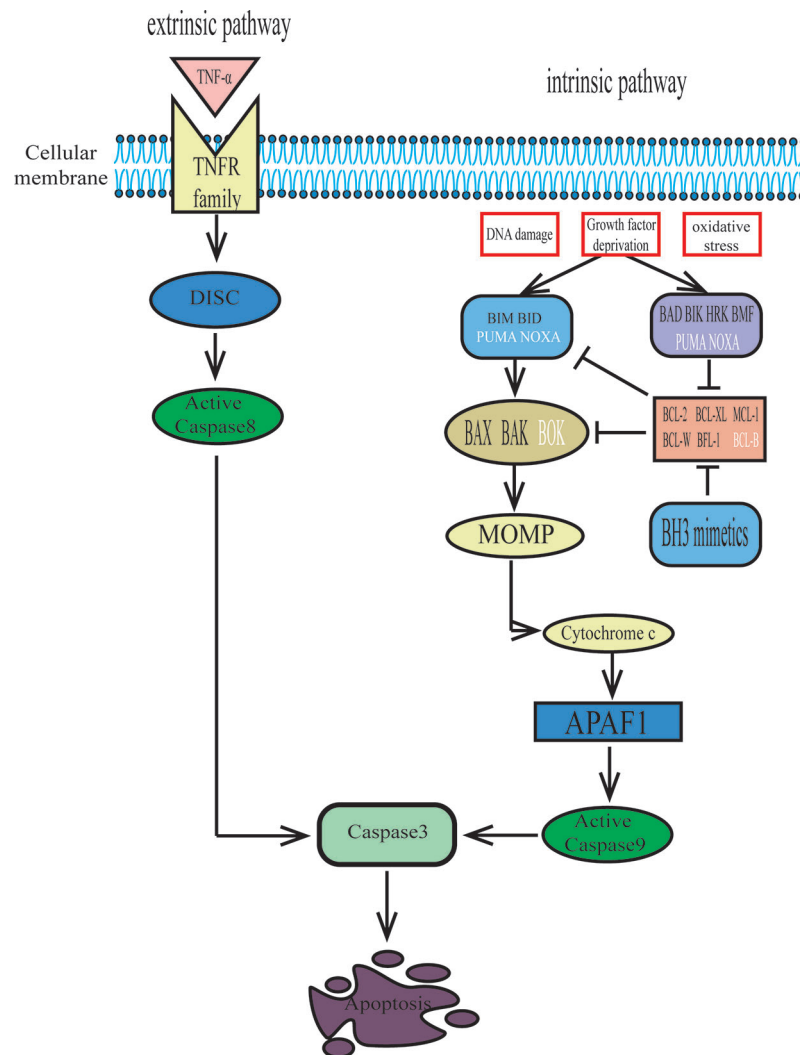 extrinsic pathway
TNF-α
intrinsic pathway
Cellular
membrane
TNFR
family
DNA damage
Growth factor
deprivation
oxidative
stress
DISC
BIM BID
PUMA NOXA
BAD BIK HRK BMF
PUMA NOXA
Active
Caspase8
BAX BAK BOK
BCL-2 BCL-XL MCL-1
BCL-W BFL-1 BCL-B
MOMP
BH3 mimetics
Cytochrome c
APAF1
Caspase3
Active
Caspase9
Apoptosis